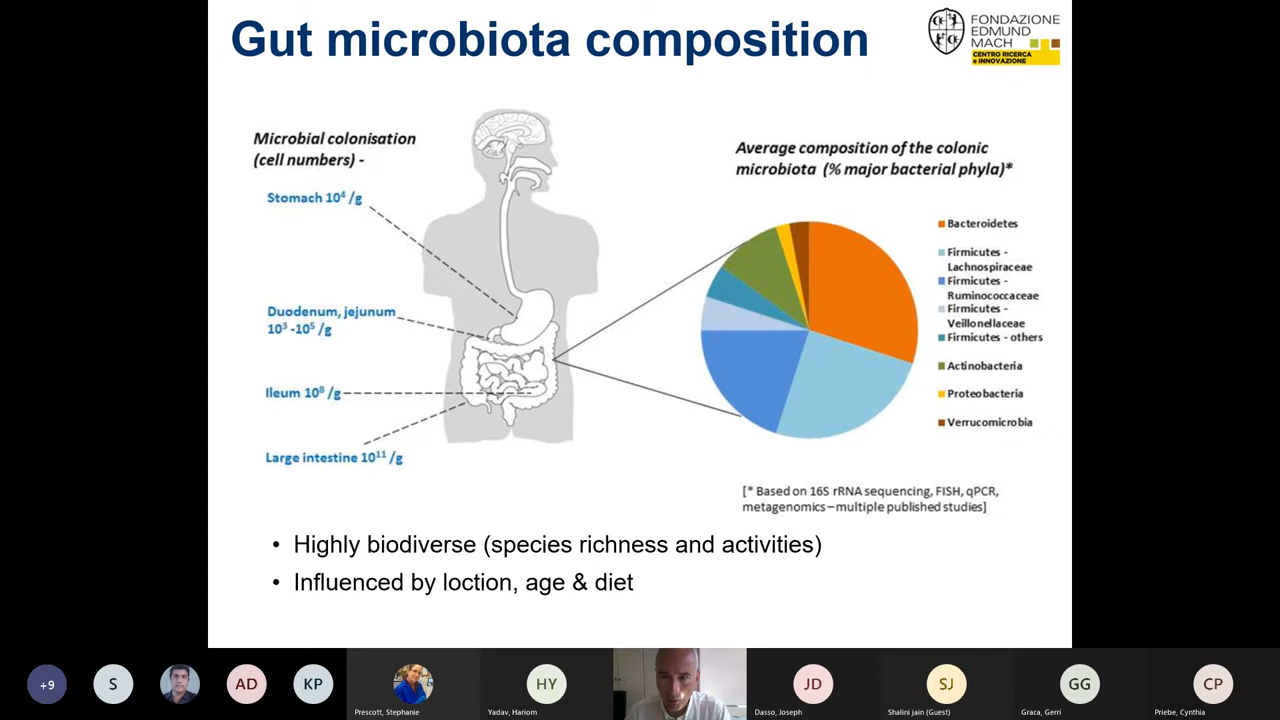 Gut microbiota composition
FONDAZIONE
EDMUND
MACH
CENTRO RICERCA
e INNOVAZIONE
Microbial colonisation
(cell numbers) -
Stomach 10⁴ /g
Duodenum, jejunum
10³ -10⁵ /g
Ileum 10⁸ /g
Large intestine 10¹¹ /g
Average composition of the colonic
microbiota (% major bacterial phyla)*
Bacteroidetes
Firmicutes -
Lachnospiraceae
Firmicutes -
Ruminococcaceae
Firmicutes -
Veillonellaceae
Firmicutes - others
Actinobacteria
Proteobacteria
Verrucomicrobia
[* Based on 16S rRNA sequencing, FISH, qPCR,
metagenomics – multiple published studies]
• Highly biodiverse (species richness and activities)
• Influenced by loction, age & diet
+9
S
AD
KP
Prescott, Stephanie
HY
Yadav, Hariom
JD
Dasso, Joseph
SJ
Shalini jain (Guest)
GG
Graca, Gerri
CP
Priebe, Cynthia